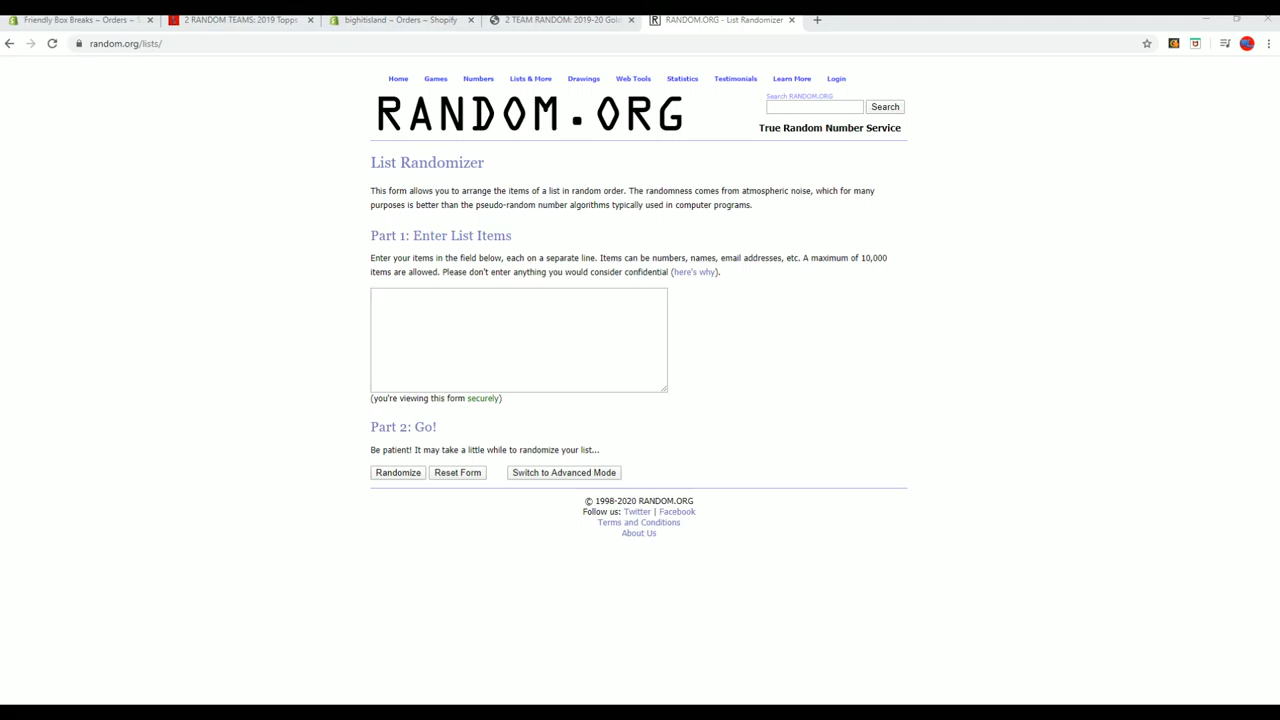 Friendly Box Breaks ~ Orders ~
2 RANDOM TEAMS: 2019 Topps
bighitisland ~ Orders ~ Shopify
2 TEAM RANDOM: 2019-20 Gol
RANDOM.ORG - List Randomizer
random.org/lists/
Home Games Numbers Lists & More Drawings Web Tools Statistics Testimonials Learn More Login
RANDOM.ORG
Search RANDOM.ORG
Search
True Random Number Service
List Randomizer
This form allows you to arrange the items of a list in random order. The randomness comes from atmospheric noise, which for many
purposes is better than the pseudo-random number algorithms typically used in computer programs.
Part 1: Enter List Items
Enter your items in the field below, each on a separate line. Items can be numbers, names, email addresses, etc. A maximum of 10,000
items are allowed. Please don't enter anything you would consider confidential (here's why).
(you're viewing this form securely)
Part 2: Go!
Be patient! It may take a little while to randomize your list...
Randomize Reset Form Switch to Advanced Mode
© 1998-2020 RANDOM.ORG
Follow us: Twitter | Facebook
Terms and Conditions
About Us